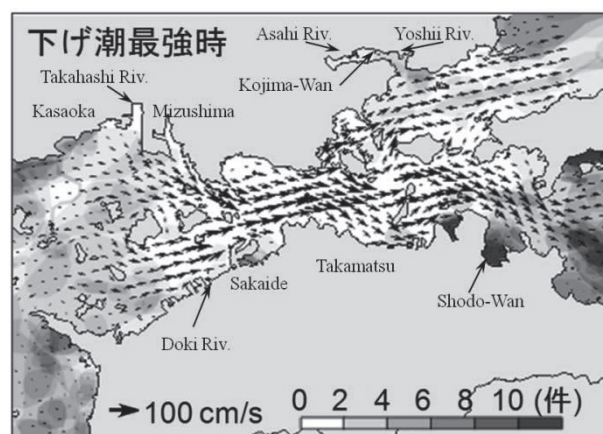 下げ潮最強時
Asahi Riv.
Yoshii Riv.
Takahashi Riv.
Kojima-Wan
Kasaoka
Mizushima
Sakaide
Takamatsu
Shodo-Wan
Doki Riv.
100 cm/s
0 2 4 6 8 10 (件)